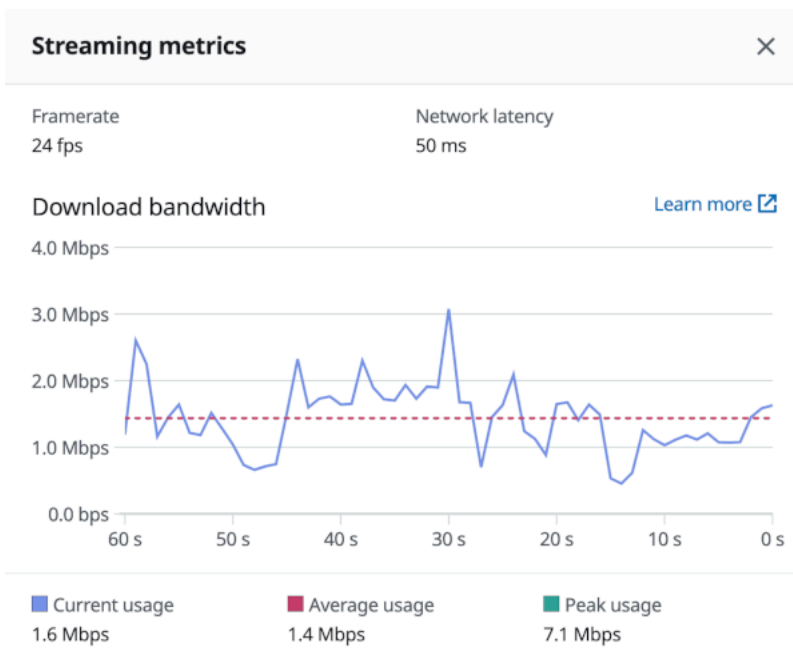 Streaming metrics
Framerate
24 fps
Network latency
50 ms
Download bandwidth
Learn more
4.0 Mbps
3.0 Mbps
2.0 Mbps
1.0 Mbps
0.0 bps
60 s 50 s 40 s 30 s 20 s 10 s 0 s
Current usage
1.6 Mbps
Average usage
1.4 Mbps
Peak usage
7.1 Mbps